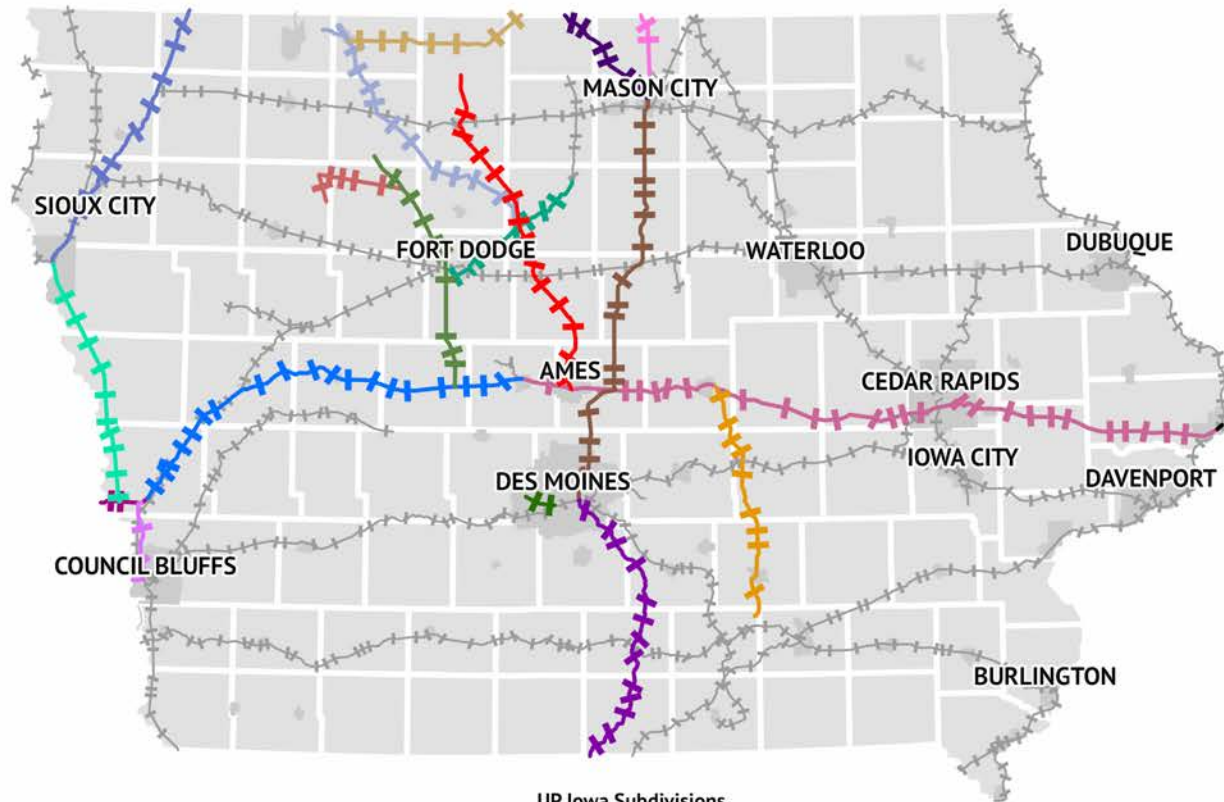 MASON CITY
SIOUX CITY
FORT DODGE
WATERLOO
DUBUQUE
AMES
CEDAR RAPIDS
IOWA CITY
DES MOINES
DAVENPORT
COUNCIL BLUFFS
BURLINGTON
UP Iowa Subdivisions